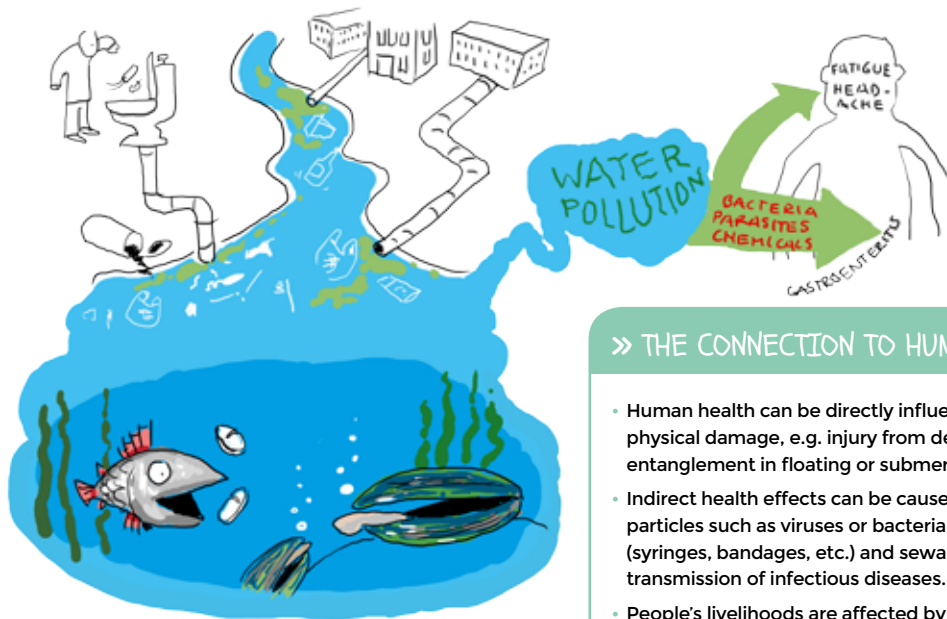 FATIGUE
HEAD-
ACHE
WATER
POLLUTION
BACTERIA
PARASITES
CHEMICALS
GASTROENTERITIS
» THE CONNECTION TO HUM
• Human health can be directly influe
physical damage, e.g. injury from de
entanglement in floating or submer
• Indirect health effects can be cause
particles such as viruses or bacteria
(syringes, bandages, etc.) and sewa
transmission of infectious diseases.
• People's livelihoods are affected by